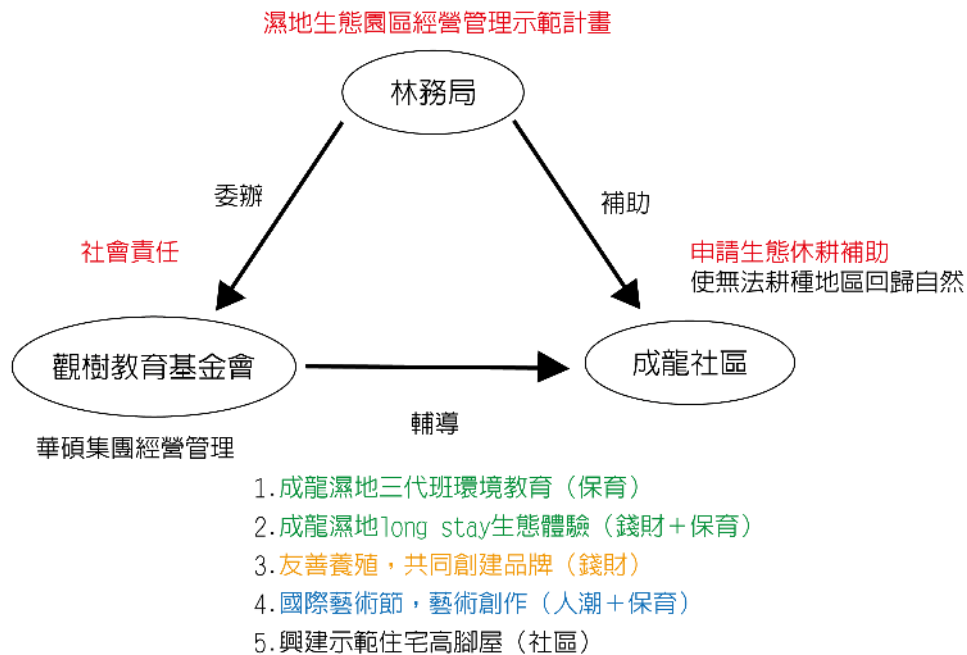 濕地生態園區經營管理示範計畫
林務局
委辦
補助
社會責任
申請生態休耕補助
使無法耕種地區回歸自然
觀樹教育基金會
成龍社區
輔導
華碩集團經營管理
1.成龍濕地三代班環境教育（保育）
2.成龍濕地long stay生態體驗（錢財＋保育）
3.友善養殖，共同創建品牌（錢財）
4.國際藝術節，藝術創作（人潮＋保育）
5.興建示範住宅高腳屋（社區）